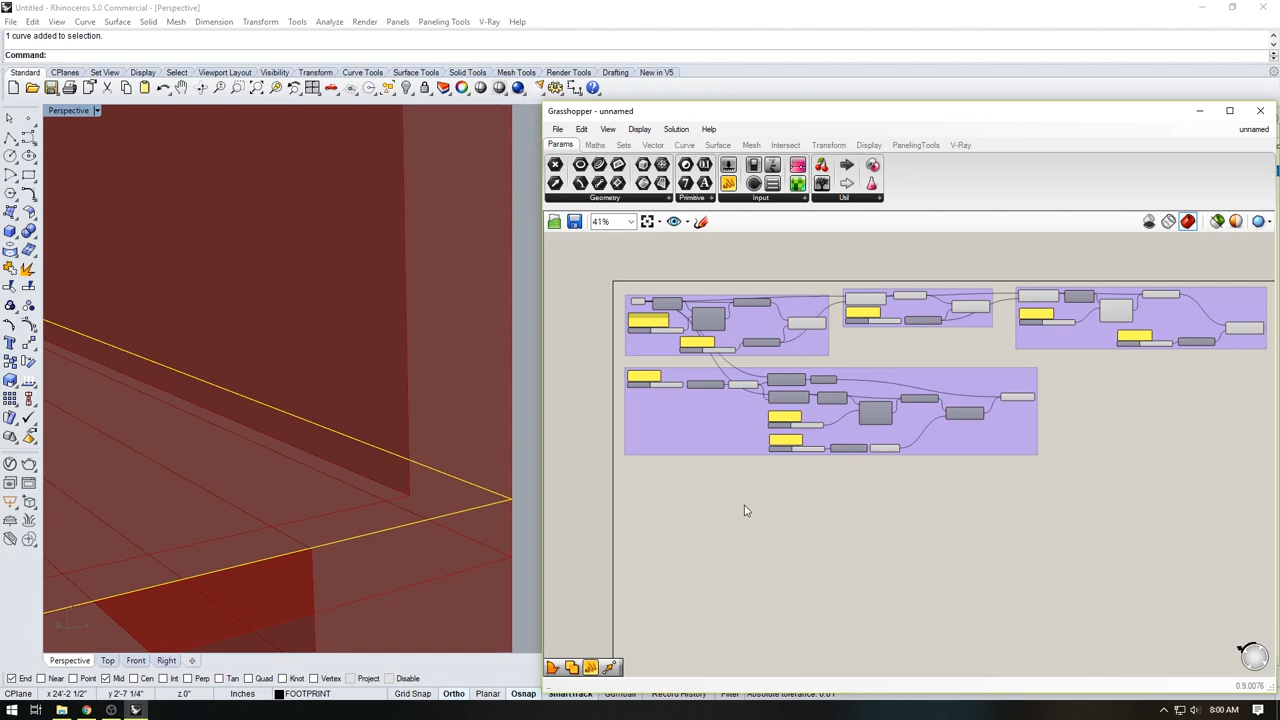 Untitled - Rhinoceros 5.0 Commercial - [Perspective]
File Edit View Curve Surface Solid Mesh Dimension Transform Tools Analyze Render Panels Paneling Tools V-Ray Help
1 curve added to selection.
Command:
Standard CPlanes Set View Display Select Viewport Layout Visibility Transform Curve Tools Surface Tools Solid Tools Mesh Tools Render Tools Drafting New in V5
Perspective
Grasshopper - unnamed
File Edit View Display Solution Help
unnamed
Params Maths Sets Vector Curve Surface Mesh Intersect Transform Display PanelingTools V-Ray
Geometry Primitive Input Util
41%
Perspective Top Front Right
End Near Point Mid Cen Int Perp Tan Quad Knot Vertex Project Disable
0.9.0076
CPlane x 24'-2 1/2" y 2'-7 1/4" z 0" Inches FOOTPRINT Grid Snap Ortho Planar Osnap SmartTrack Gumball Record History Filter Absolute tolerance: 0.01
8:00 AM